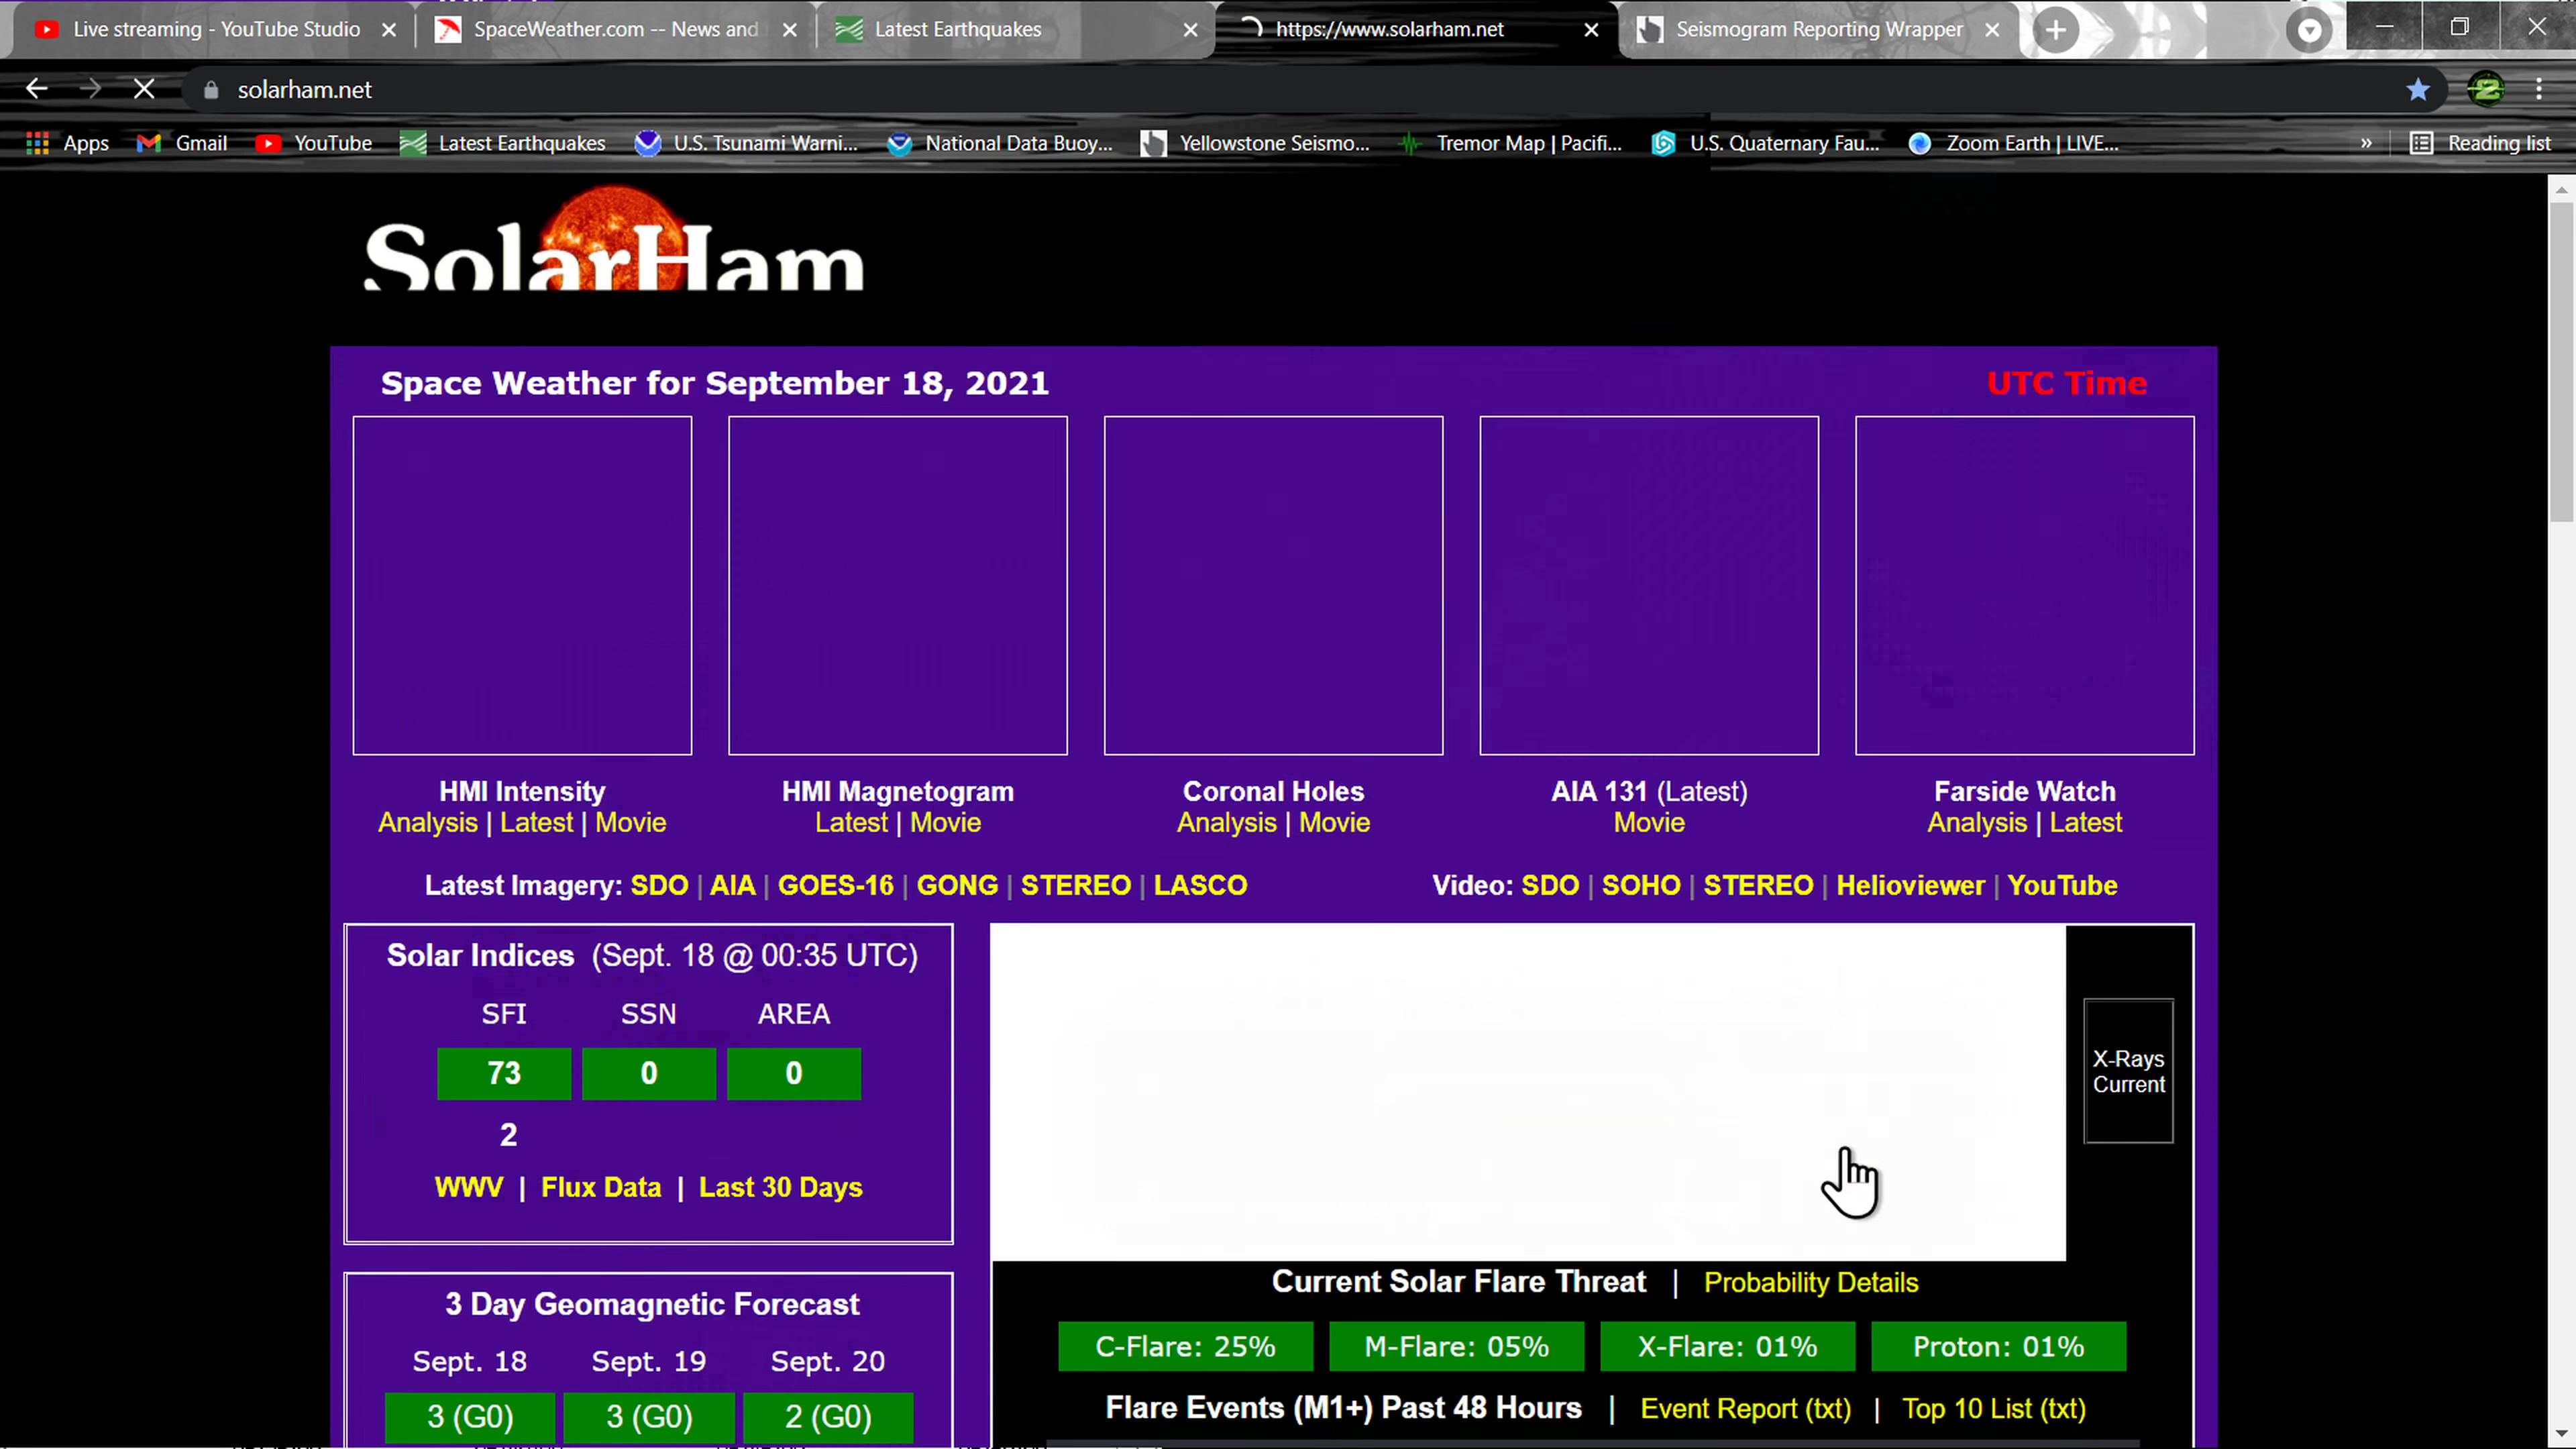 Live streaming - YouTube Studio
SpaceWeather.com -- News and
Latest Earthquakes
https://www.solarham.net
Seismogram Reporting Wrapper
solarham.net
Apps
Gmail
YouTube
Latest Earthquakes
U.S. Tsunami Warni...
National Data Buoy...
Yellowstone Seismo...
Tremor Map | Pacifi...
U.S. Quaternary Fau...
Zoom Earth | LIVE...
»
Reading list
SolarHam
Space Weather for September 18, 2021
UTC Time
HMI Intensity
Analysis | Latest | Movie
HMI Magnetogram
Latest | Movie
Coronal Holes
Analysis | Movie
AIA 131 (Latest)
Movie
Farside Watch
Analysis | Latest
Latest Imagery: SDO | AIA | GOES-16 | GONG | STEREO | LASCO
Video: SDO | SOHO | STEREO | Helioviewer | YouTube
Solar Indices (Sept. 18 @ 00:35 UTC)
SFI SSN AREA
73 0 0
2
WWV | Flux Data | Last 30 Days
X-Rays
Current
3 Day Geomagnetic Forecast
Sept. 18 Sept. 19 Sept. 20
3 (G0) 3 (G0) 2 (G0)
Current Solar Flare Threat | Probability Details
C-Flare: 25% M-Flare: 05% X-Flare: 01% Proton: 01%
Flare Events (M1+) Past 48 Hours | Event Report (txt) | Top 10 List (txt)